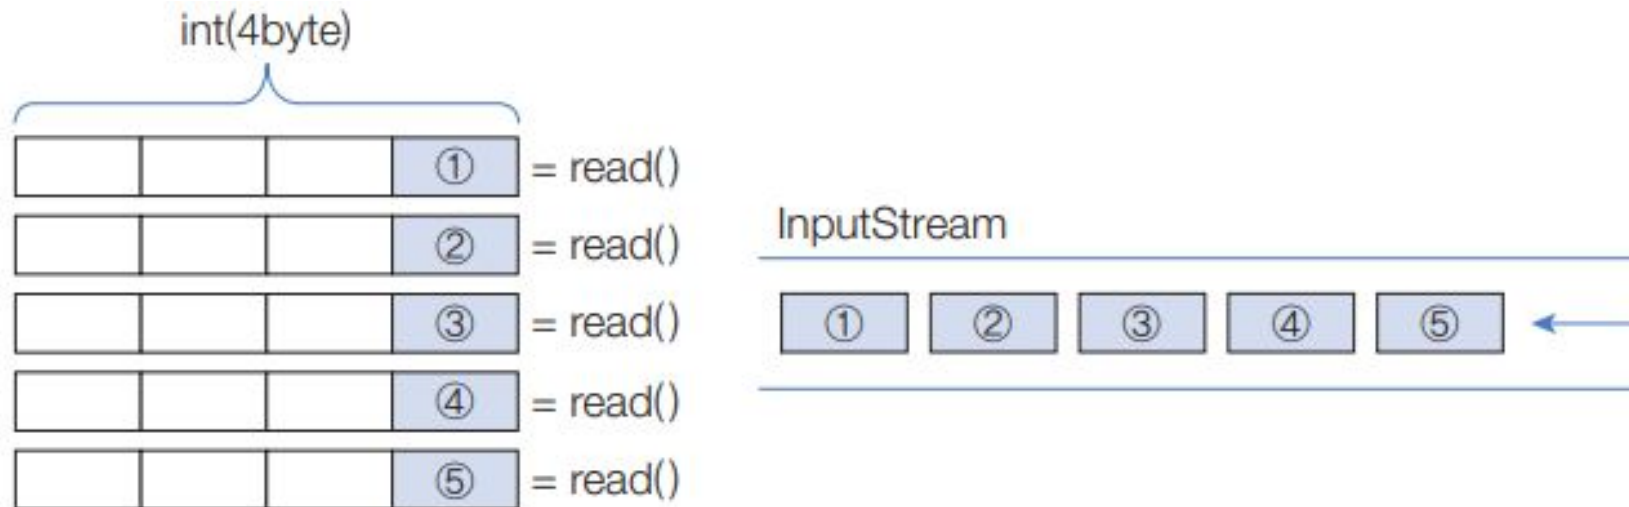 int(4byte)
① = read()
② = read()
③ = read()
④ = read()
⑤ = read()
InputStream
① ② ③ ④ ⑤